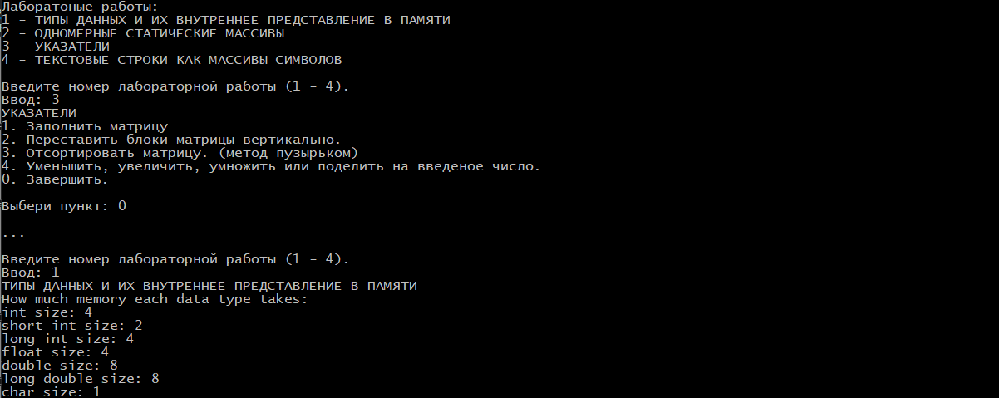 Лаборатоные работы:
1 - ТИПЫ ДАННЫХ И ИХ ВНУТРЕННЕЕ ПРЕДСТАВЛЕНИЕ В ПАМЯТИ
2 - ОДНОМЕРНЫЕ СТАТИЧЕСКИЕ МАССИВЫ
3 - УКАЗАТЕЛИ
4 - ТЕКСТОВЫЕ СТРОКИ КАК МАССИВЫ СИМВОЛОВ
Введите номер лабораторной работы (1 - 4).
Ввод: 3
УКАЗАТЕЛИ
1. Заполнить матрицу
2. Переставить блоки матрицы вертикально.
3. Отсортировать матрицу. (метод пузырьком)
4. Уменьшить, увеличить, умножить или поделить на введеное число.
0. Завершить.
Выбери пункт: 0
...
Введите номер лабораторной работы (1 - 4).
Ввод: 1
ТИПЫ ДАННЫХ И ИХ ВНУТРЕННЕЕ ПРЕДСТАВЛЕНИЕ В ПАМЯТИ
How much memory each data type takes:
int size: 4
short int size: 2
long int size: 4
float size: 4
double size: 8
long double size: 8
char size: 1